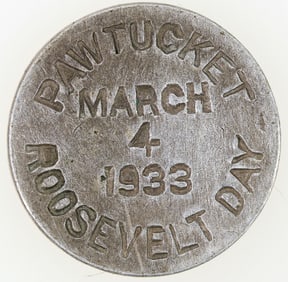 PAWTUCKET
MARCH
4
1933
ROOSEVELT DAY